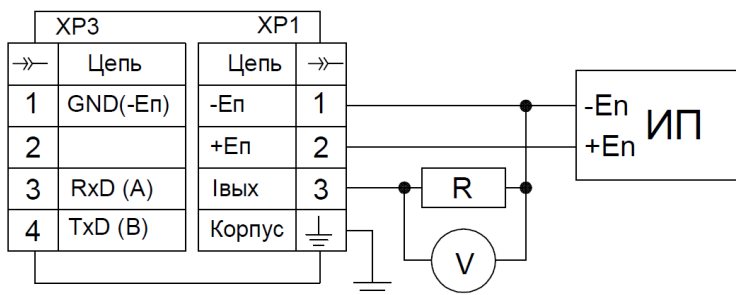 XP3 XP1
Цепь Цепь
1 GND(-Eп) -Eп 1 -En
2 +Eп 2 +En ИП
3 RxD (A) Iвых 3 R
4 TxD (B) Корпус
V